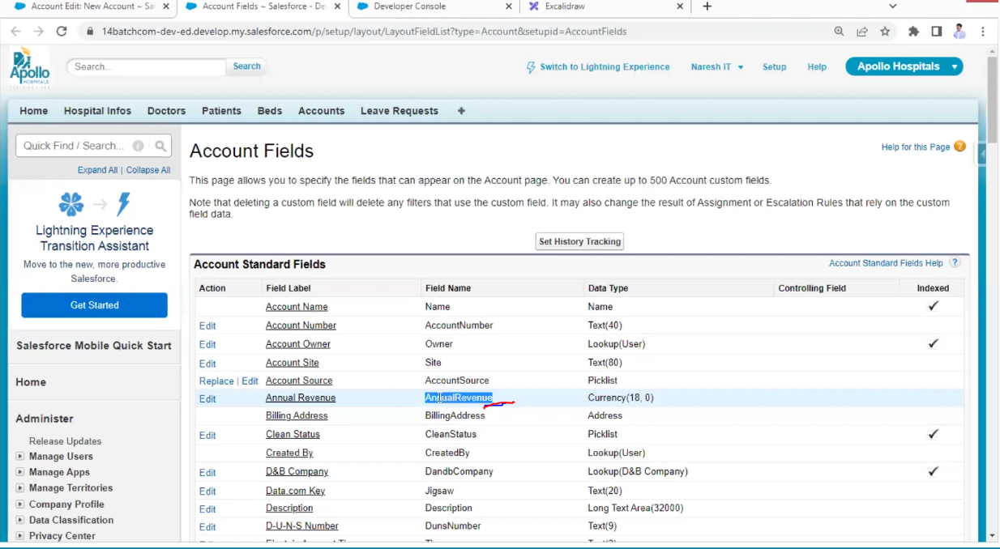 Account Edit: New Account ~ Sa
Account Fields ~ Salesforce - De
Developer Console
Excalidraw
14batchcom-dev-ed.develop.my.salesforce.com/p/setup/layout/LayoutFieldList?type=Account&setupid=AccountFields
Apollo
HOSPITALS
Search...
Search
Switch to Lightning Experience
Naresh IT
Setup
Help
Apollo Hospitals
Home
Hospital Infos
Doctors
Patients
Beds
Accounts
Leave Requests
Quick Find / Search...
Expand All | Collapse All
Lightning Experience
Transition Assistant
Move to the new, more productive
Salesforce.
Get Started
Salesforce Mobile Quick Start
Home
Administer
Release Updates
Manage Users
Manage Apps
Manage Territories
Company Profile
Data Classification
Privacy Center
Account Fields
Help for this Page
This page allows you to specify the fields that can appear on the Account page. You can create up to 500 Account custom fields.
Note that deleting a custom field will delete any filters that use the custom field. It may also change the result of Assignment or Escalation Rules that rely on the custom
field data.
Set History Tracking
Account Standard Fields
Account Standard Fields Help ?
Action Field Label Field Name Data Type Controlling Field Indexed
Account Name Name Name ✓
Edit Account Number AccountNumber Text(40)
Edit Account Owner Owner Lookup(User) ✓
Edit Account Site Site Text(80)
Replace | Edit Account Source AccountSource Picklist
Edit Annual Revenue AnnualRevenue Currency(18, 0)
Billing Address BillingAddress Address
Edit Clean Status CleanStatus Picklist ✓
Created By CreatedBy Lookup(User)
Edit D&B Company DandbCompany Lookup(D&B Company) ✓
Edit Data.com Key Jigsaw Text(20)
Edit Description Description Long Text Area(32000)
Edit D-U-N-S Number DunsNumber Text(9)